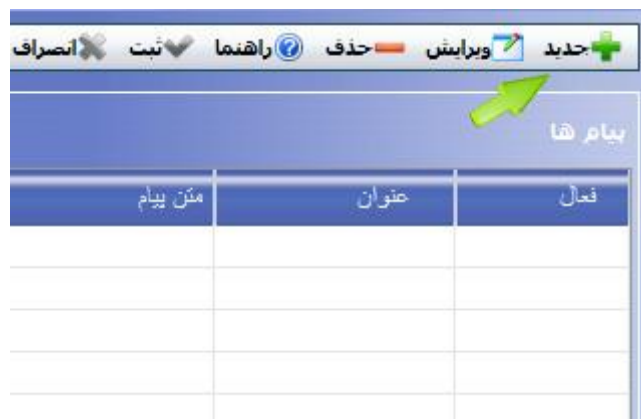 جدید ویرایش حذف راهنما ثبت انصراف
پیام ها
فعال عنوان متن پیام